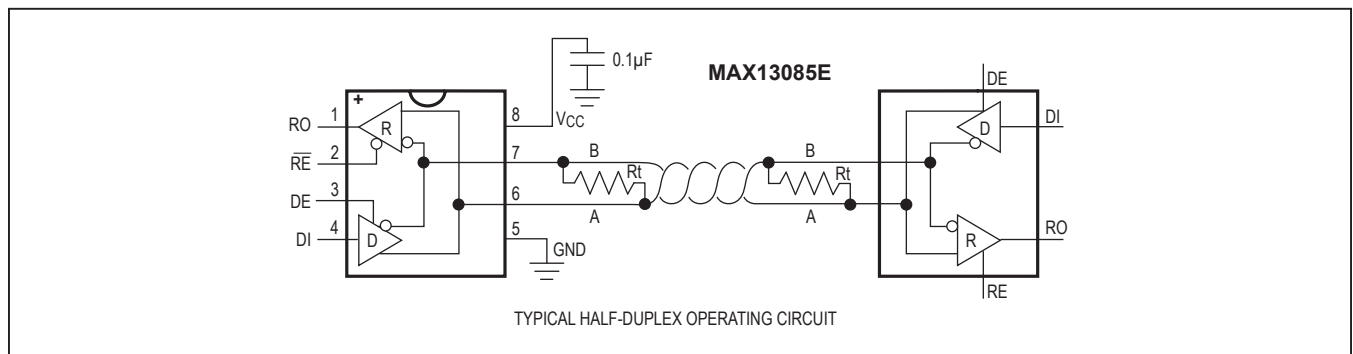 0.1µF
MAX13085E
DE
+
RO 1
R
8
VCC
D
DI
RE 2
7
B
B
DE 3
Rt
Rt
6
A
A
DI 4
D
5
GND
R
RO
RE
TYPICAL HALF-DUPLEX OPERATING CIRCUIT